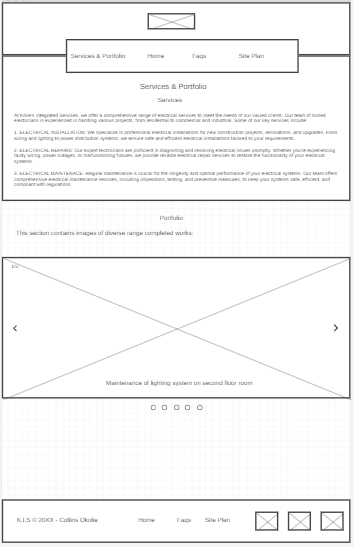 Services & Portfolio Home Faqs Site Plan
Services & Portfolio
Services
At Kolarii Integrated Services, we offer a comprehensive range of electrical services to meet the needs of our valued clients. Our team of skilled
electricians is experienced in handling various projects, from residential to commercial and industrial. Some of our key services include:
1. ELECTRICAL INSTALLATION: We specialize in professional electrical installations for new construction projects, renovations, and upgrades. From
wiring and lighting to power distribution systems, we ensure safe and efficient electrical installations tailored to your requirements.
2. ELECTRICAL REPAIRS: Our expert technicians are proficient in diagnosing and resolving electrical issues promptly. Whether you're experiencing
faulty wiring, power outages, or malfunctioning fixtures, we provide reliable electrical repair services to restore the functionality of your electrical
systems.
3. ELECTRICAL MAINTENACE: Regular maintenance is crucial for the longevity and optimal performance of your electrical systems. Our team offers
comprehensive electrical maintenance services, including inspections, testing, and preventive measures, to keep your systems safe, efficient, and
compliant with regulations.
Portfolio
This section contains images of diverse range completed works:
Maintenance of lighting system on second floor room
K.I.S © 20XX - Collins Okolie Home Faqs Site Plan